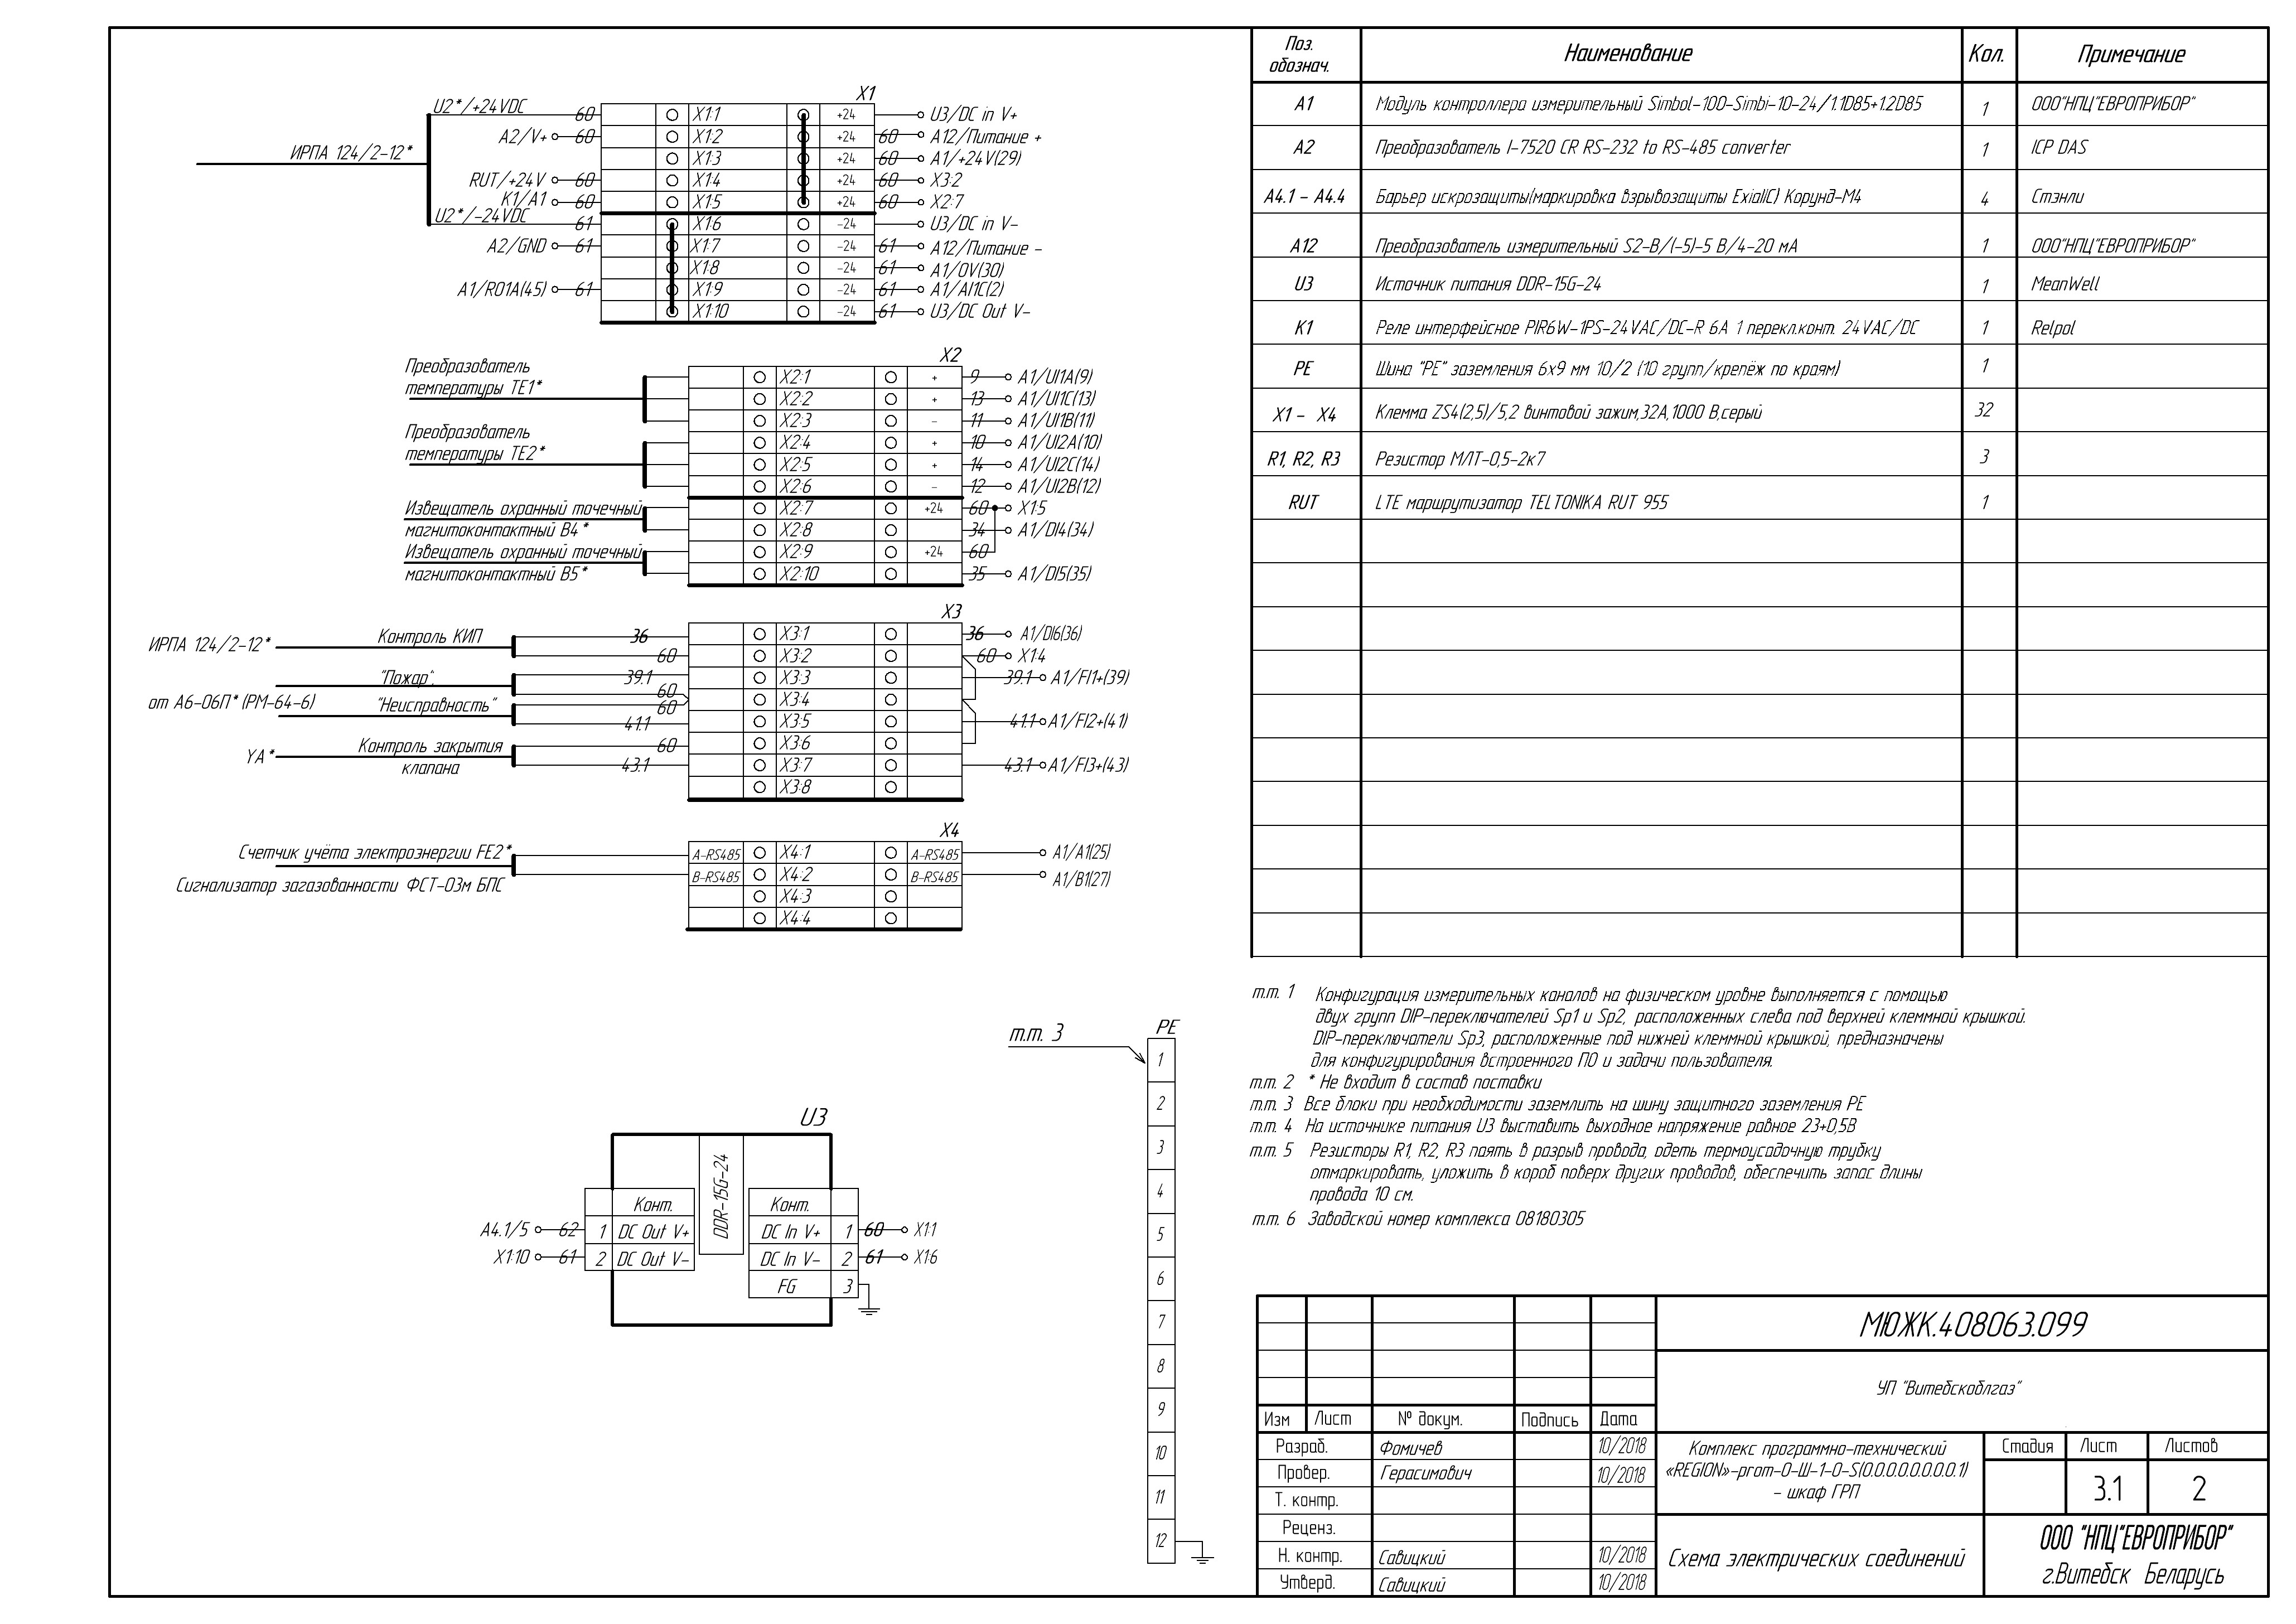 X1
U2*/+24VDC 60 X1:1 +24 U3/DC in V+
A2/V+ 60 X1:2 +24 60 A12/Питание +
ИРПА 124/2-12* X1:3 +24 60 A1/+24V(29)
RUT/+24V 60 X1:4 +24 60 X3:2
K1/A1 60 X1:5 +24 60 X2:7
U2*/-24VDC 61 X1:6 -24 U3/DC in V-
A2/GND 61 X1:7 -24 61 A12/Питание -
X1:8 -24 61 A1/0V(30)
A1/R01A(45) 61 X1:9 -24 61 A1/AI1C(2)
X1:10 -24 61 U3/DC Out V-
X2
Преобразователь
температуры TE1*
X2:1 + 9 A1/UI1A(9)
X2:2 + 13 A1/UI1C(13)
X2:3 - 11 A1/UI1B(11)
Преобразователь
температуры TE2*
X2:4 + 10 A1/UI2A(10)
X2:5 + 14 A1/UI2C(14)
X2:6 - 12 A1/UI2B(12)
Извещатель охранный точечный
магнитоконтактный B4*
X2:7 +24 60 X1:5
X2:8 34 A1/DI4(34)
Извещатель охранный точечный
магнитоконтактный B5*
X2:9 +24 60
X2:10 35 A1/DI5(35)
X3
ИРПА 124/2-12* Контроль КИП 36 X3:1 36 A1/DI6(36)
60 X3:2 60 X1:4
"Пожар". 39.1 X3:3 39.1 A1/FI1+(39)
60
от А6-06П* (РМ-64-6) "Неисправность" 60 X3:4
41.1 X3:5 41.1 A1/FI2+(41)
YA* Контроль закрытия
клапана
60 X3:6
43.1 X3:7 43.1 A1/FI3+(43)
X3:8
X4
Счетчик учёта электроэнергии FE2*
Сигнализатор загазованности ФСТ-03м БПС
A-RS485 X4:1 A-RS485 A1/A1(25)
B-RS485 X4:2 B-RS485 A1/B1(27)
X4:3
X4:4
т.т. 3
PE
1
2
3
4
5
6
7
8
9
10
11
12
U3
DDR-15G-24
Конт. Конт.
A4.1/5 62 1 DC Out V+ DC In V+ 1 60 X1:1
X1:10 61 2 DC Out V- DC In V- 2 61 X1:6
FG 3
Поз. обознач. Наименование Кол. Примечание
A1 Модуль контроллера измерительный Simbol-100-Simbi-10-24/1.1D85+1.2D85 1 ООО"НПЦ"ЕВРОПРИБОР"
A2 Преобразователь I-7520 CR RS-232 to RS-485 converter 1 ICP DAS
A4.1 - A4.4 Барьер искрозащиты(маркировка взрывозащиты ExiaIIC) Корунд-М4 4 Стэнли
A12 Преобразователь измерительный S2-B/(-5)-5 В/4-20 мА 1 ООО"НПЦ"ЕВРОПРИБОР"
U3 Источник питания DDR-15G-24 1 MeanWell
K1 Реле интерфейсное PIR6W-1PS-24VAC/DC-R 6A 1 перекл.конт. 24VAC/DC 1 Relpol
PE Шина "PE" заземления 6х9 мм 10/2 (10 групп/крепёж по краям) 1
X1 - X4 Клемма ZS4(2,5)/5,2 винтовой зажим,32А,1000 В,серый 32
R1, R2, R3 Резистор МЛТ-0,5-2к7 3
RUT LTE маршрутизатор TELTONIKA RUT 955 1
т.т. 1 Конфигурация измерительных каналов на физическом уровне выполняется с помощью
двух групп DIP-переключателей Sp1 и Sp2, расположенных слева под верхней клеммной крышкой.
DIP-переключатели Sp3, расположенные под нижней клеммной крышкой, предназначены
для конфигурирования встроенного ПО и задачи пользователя.
т.т. 2 * Не входит в состав поставки
т.т. 3 Все блоки при необходимости заземлить на шину защитного заземления PE
т.т. 4 На источнике питания U3 выставить выходное напряжение равное 23+0,5В
т.т. 5 Резисторы R1, R2, R3 паять в разрыв провода, одеть термоусадочную трубку
отмаркировать, уложить в короб поверх других проводов, обеспечить запас длины
провода 10 см.
т.т. 6 Заводской номер комплекса 08180305
МЮЖК.408063.099
УП "Витебскоблгаз"
Изм Лист № докум. Подпись Дата
Разраб. Фомичев 10/2018
Провер. Герасимович 10/2018
Т. контр.
Реценз.
Н. контр. Савицкий 10/2018
Утверд. Савицкий 10/2018
Комплекс программно-технический
«REGION»-prom-0-Ш-1-0-S(0.0.0.0.0.0.0.0.1)
- шкаф ГРП
Стадия Лист Листов
3.1 2
Схема электрических соединений
ООО "НПЦ"ЕВРОПРИБОР"
г.Витебск Беларусь